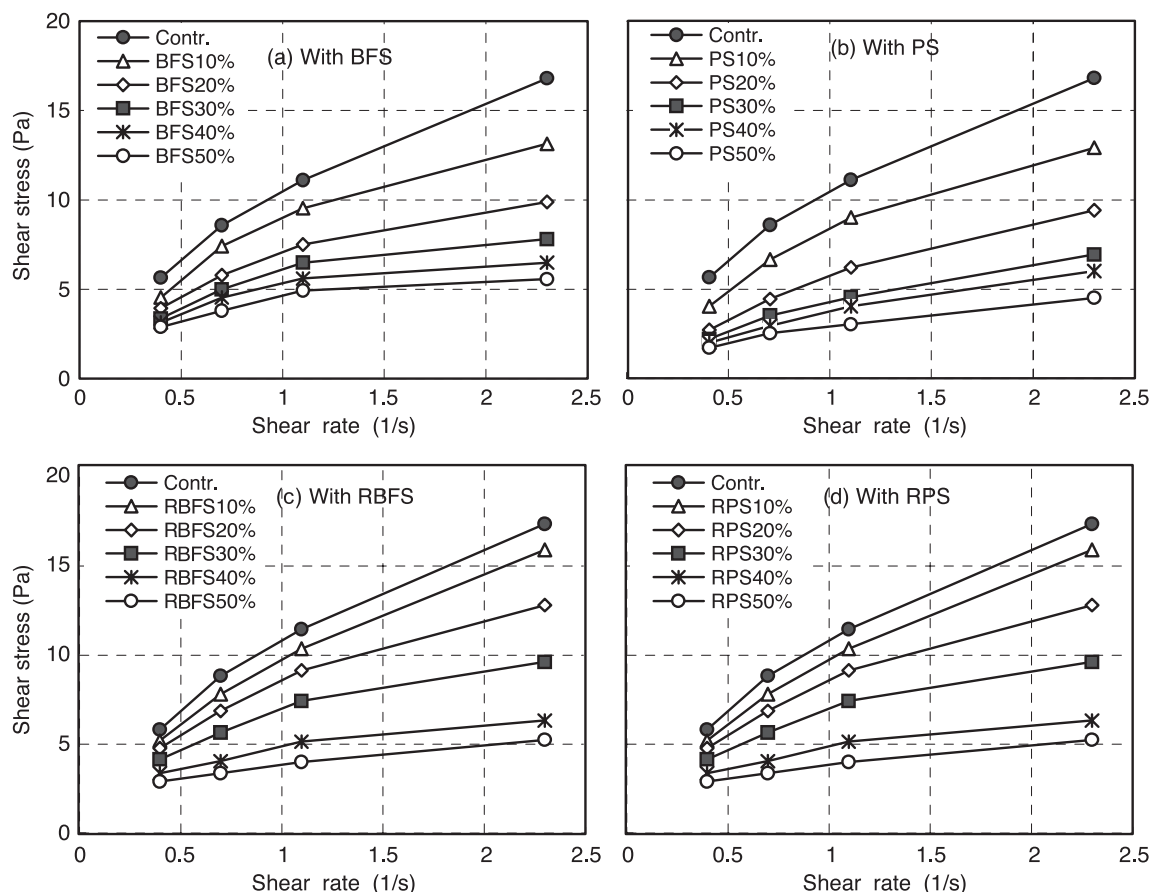 20
15
10
5
0
Shear stress (Pa)
Contr.
BFS10%
BFS20%
BFS30%
BFS40%
BFS50%
(a) With BFS
0 0.5 1 1.5 2 2.5
Shear rate (1/s)
Contr.
PS10%
PS20%
PS30%
PS40%
PS50%
(b) With PS
0 0.5 1 1.5 2 2.5
Shear rate (1/s)
20
15
10
5
0
Shear stress (Pa)
Contr.
RBFS10%
RBFS20%
RBFS30%
RBFS40%
RBFS50%
(c) With RBFS
0 0.5 1 1.5 2 2.5
Shear rate (1/s)
Contr.
RPS10%
RPS20%
RPS30%
RPS40%
RPS50%
(d) With RPS
0 0.5 1 1.5 2 2.5
Shear rate (1/s)